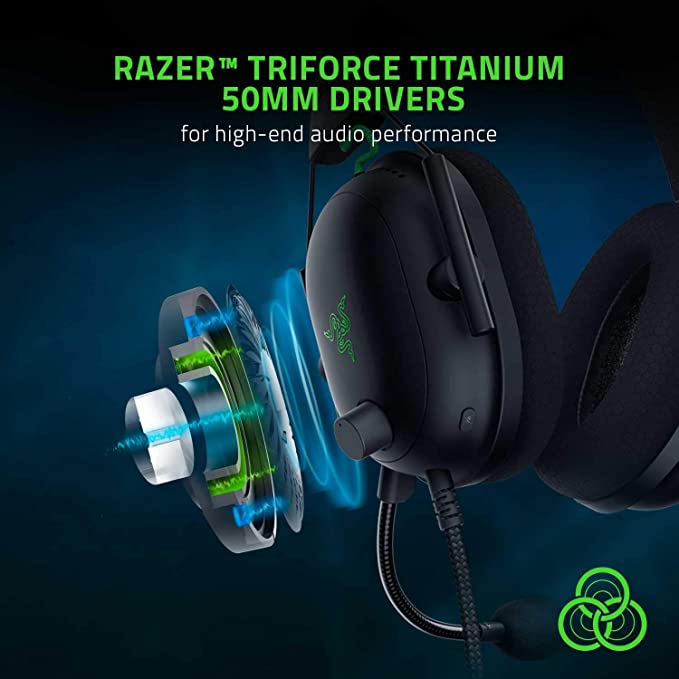 RAZER™ TRIFORCE TITANIUM
50MM DRIVERS
for high-end audio performance